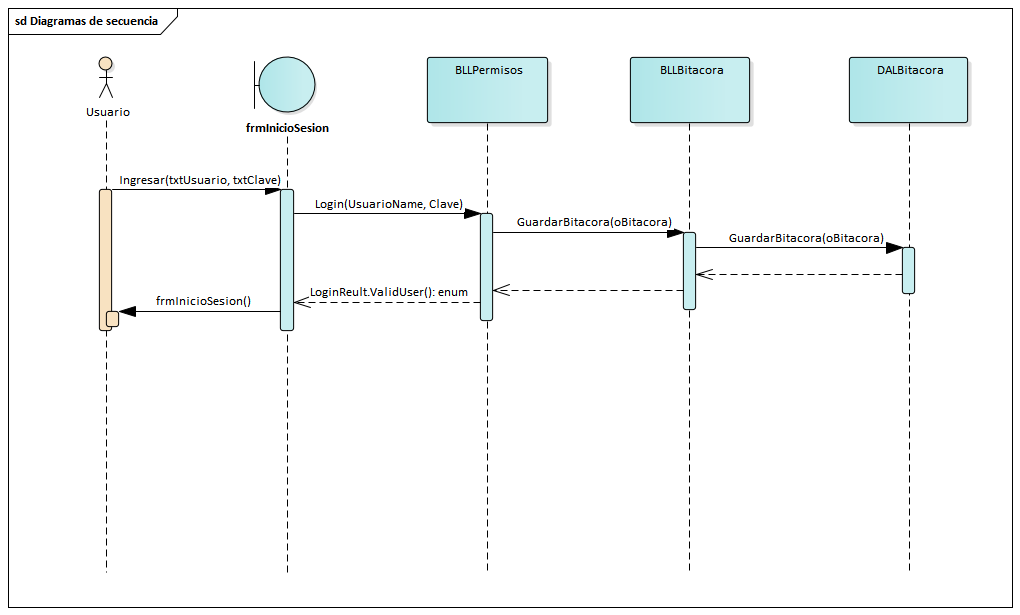 sd Diagramas de secuencia
Usuario
frmInicioSesion
BLLPermisos
BLLBitacora
DALBitacora
Ingresar(txtUsuario, txtClave)
Login(UsuarioName, Clave)
GuardarBitacora(oBitacora)
GuardarBitacora(oBitacora)
LoginReult.ValidUser(): enum
frmInicioSesion()